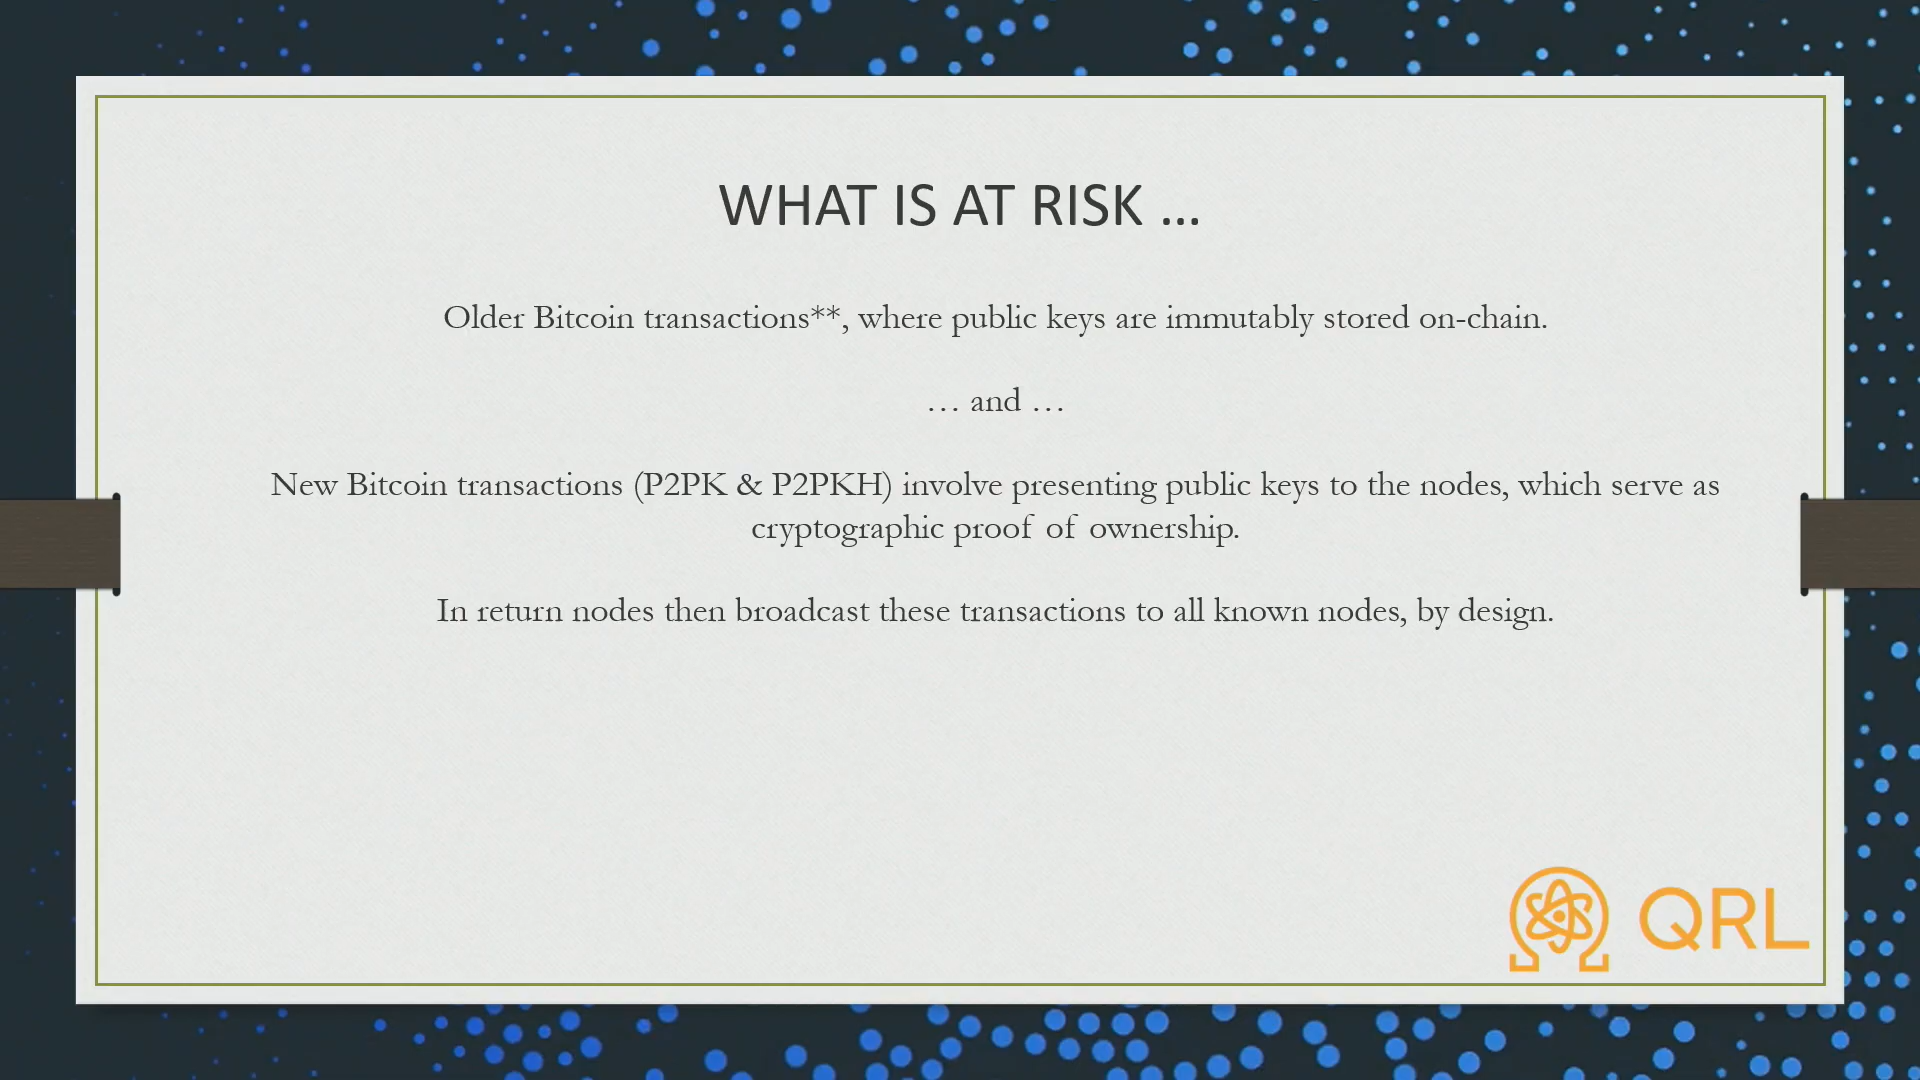 WHAT IS AT RISK ...
Older Bitcoin transactions**, where public keys are immutably stored on-chain.
… and …
New Bitcoin transactions (P2PK & P2PKH) involve presenting public keys to the nodes, which serve as
cryptographic proof of ownership.
In return nodes then broadcast these transactions to all known nodes, by design.
QRL